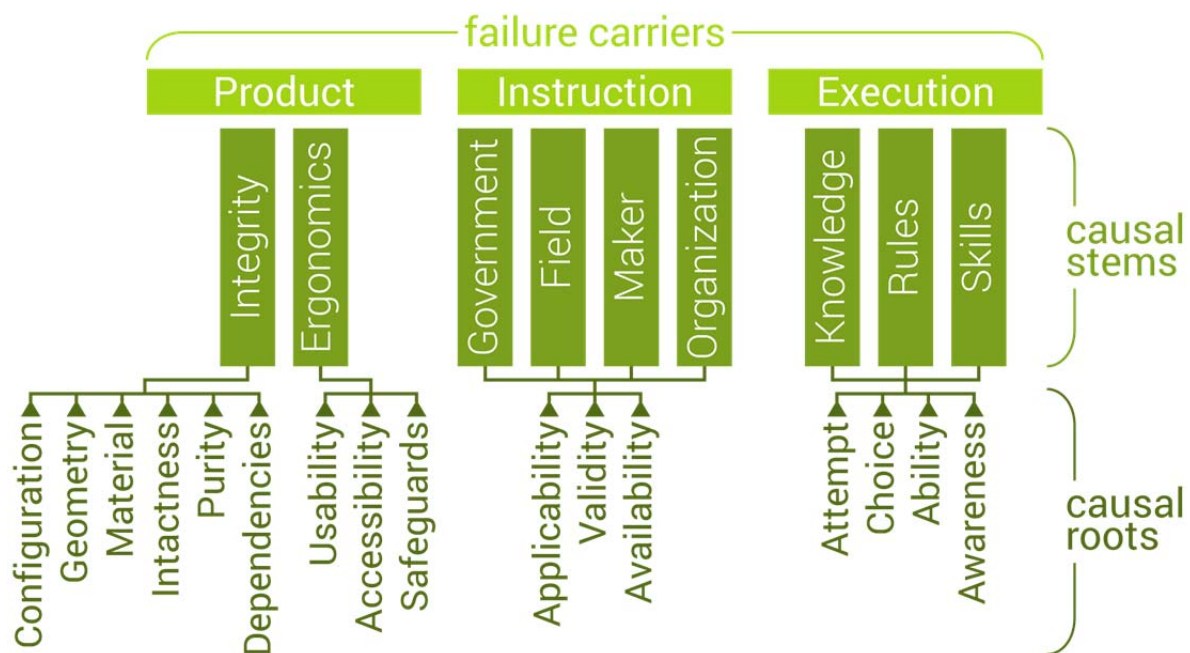 failure carriers
Product
Instruction
Execution
Integrity
Ergonomics
Government
Field
Maker
Organization
Knowledge
Rules
Skills
causal
stems
Configuration
Geometry
Material
Intactness
Purity
Dependencies
Usability
Accessibility
Safeguards
Applicability
Validity
Availability
Attempt
Choice
Ability
Awareness
causal
roots